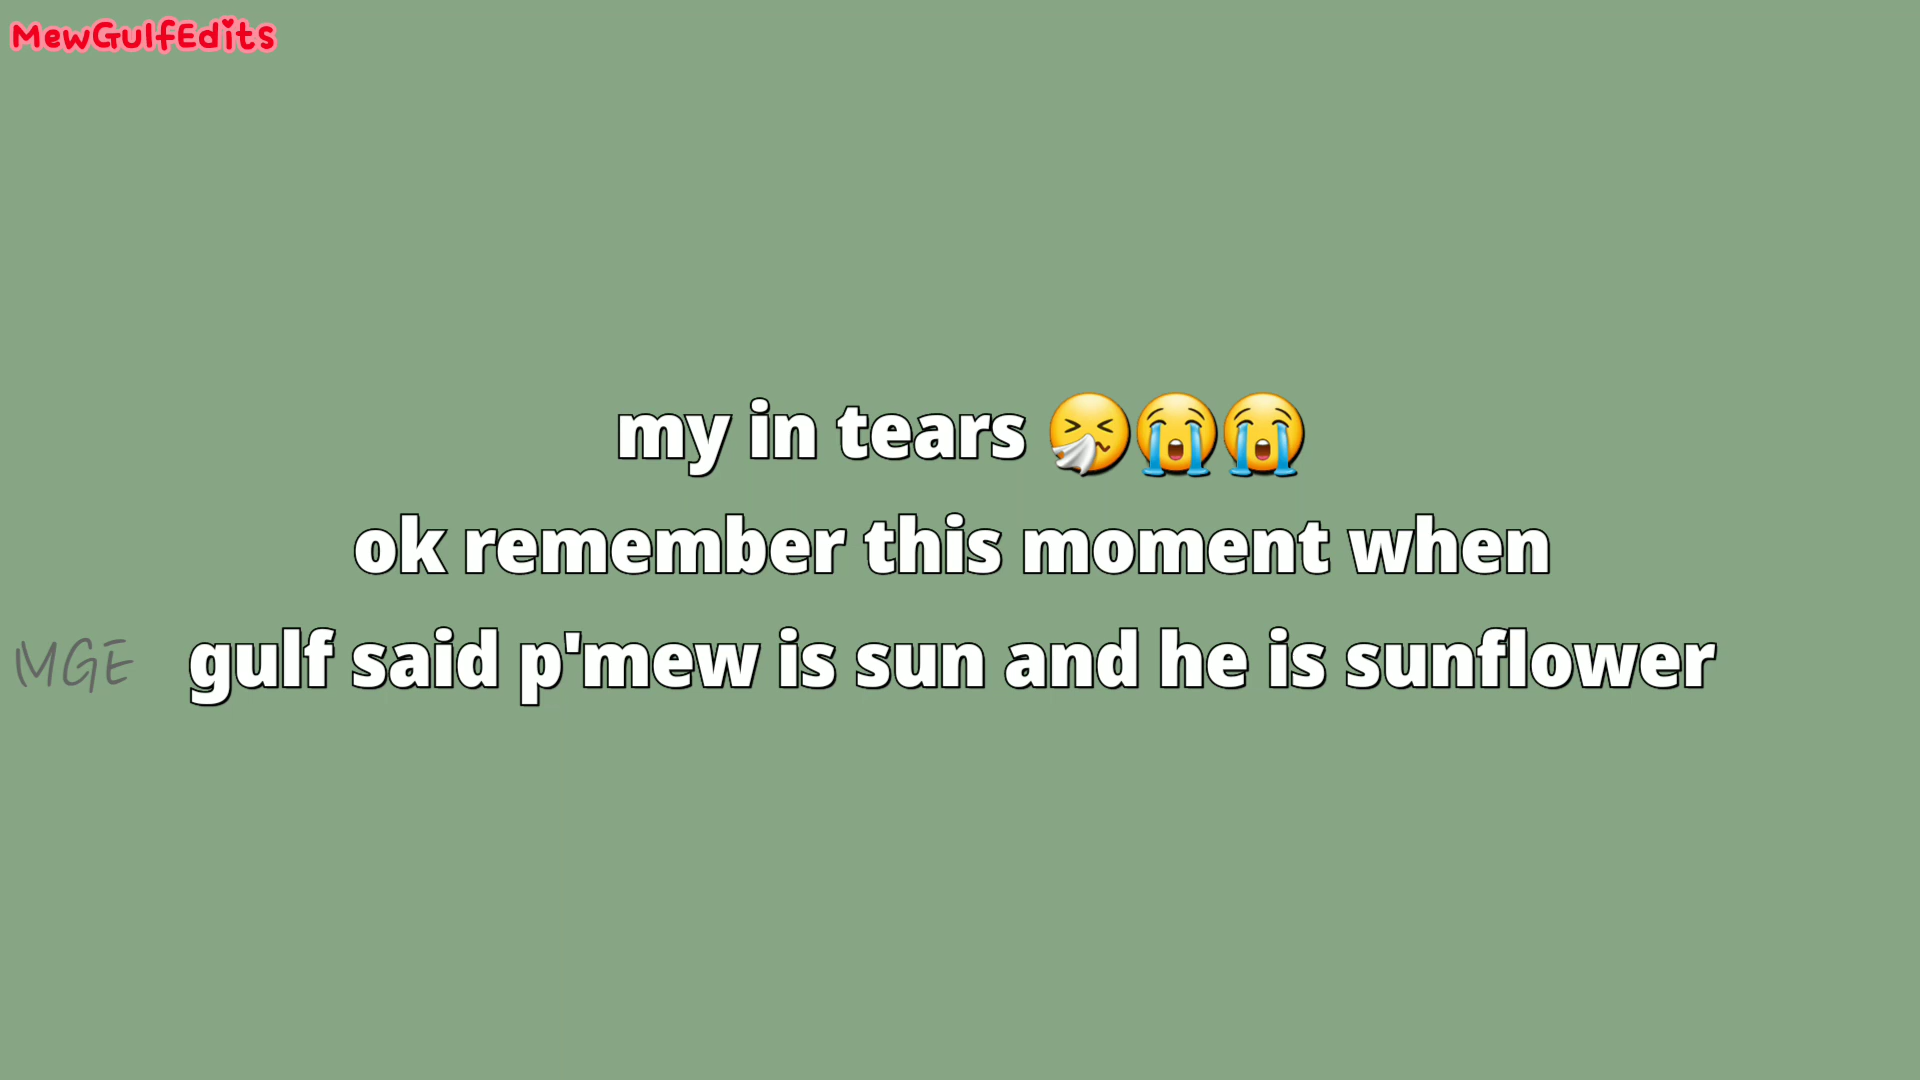 MewGulfEdits
my in tears 🤧😭😭
ok remember this moment when
MGE
gulf said p'mew is sun and he is sunflower